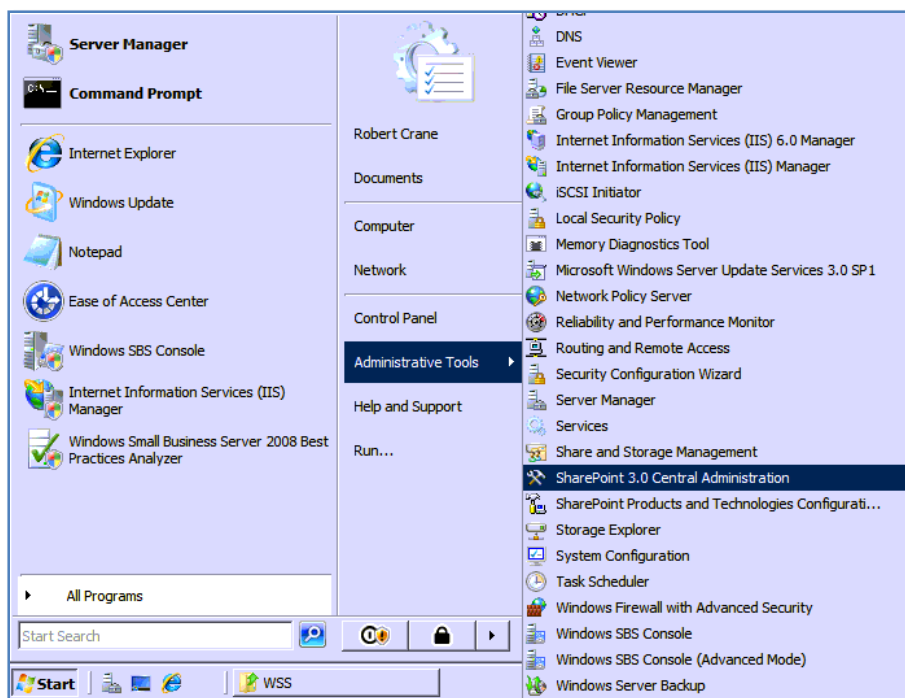 Server Manager
Command Prompt
Internet Explorer
Windows Update
Notepad
Ease of Access Center
Windows SBS Console
Internet Information Services (IIS)
Manager
Windows Small Business Server 2008 Best
Practices Analyzer
All Programs
Start Search
Robert Crane
Documents
Computer
Network
Control Panel
Administrative Tools
Help and Support
Run...
DNS
Event Viewer
File Server Resource Manager
Group Policy Management
Internet Information Services (IIS) 6.0 Manager
Internet Information Services (IIS) Manager
iSCSI Initiator
Local Security Policy
Memory Diagnostics Tool
Microsoft Windows Server Update Services 3.0 SP1
Network Policy Server
Reliability and Performance Monitor
Routing and Remote Access
Security Configuration Wizard
Server Manager
Services
Share and Storage Management
SharePoint 3.0 Central Administration
SharePoint Products and Technologies Configurati...
Storage Explorer
System Configuration
Task Scheduler
Windows Firewall with Advanced Security
Windows SBS Console
Windows SBS Console (Advanced Mode)
Windows Server Backup
Start
WSS